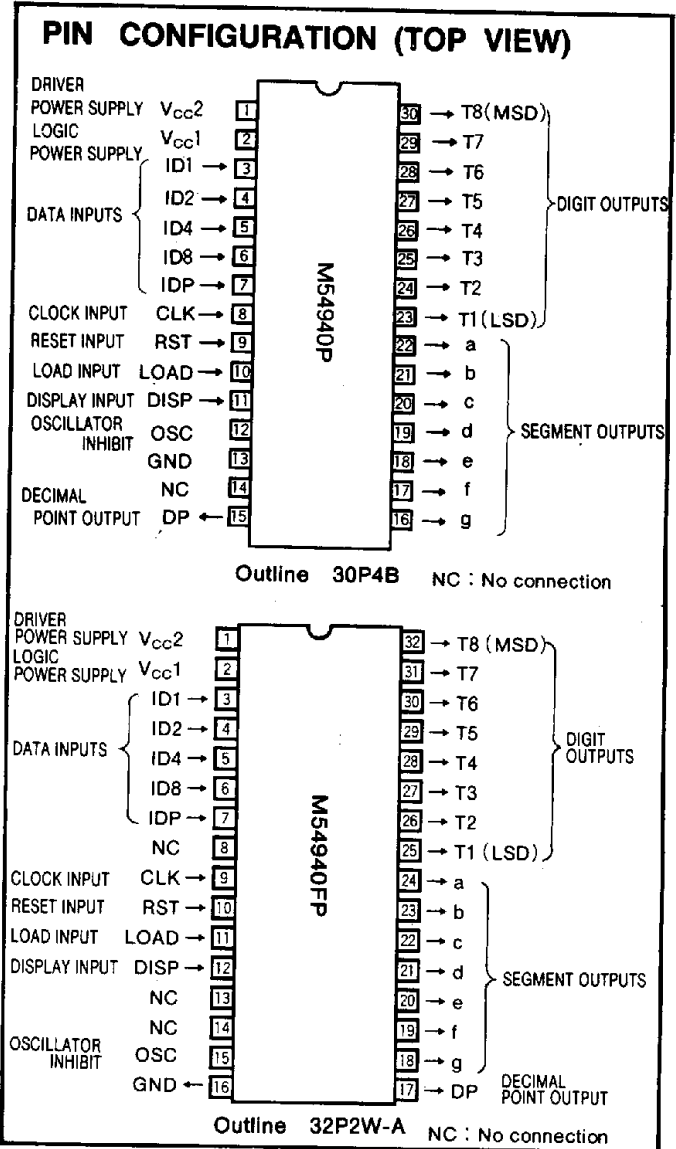 PIN CONFIGURATION (TOP VIEW)
DRIVER
POWER SUPPLY VCC2 1
30 → T8 (MSD)
LOGIC
POWER SUPPLY VCC1 2
29 → T7
ID1 → 3
28 → T6
ID2 → 4
27 → T5
DATA INPUTS
DIGIT OUTPUTS
ID4 → 5
26 → T4
ID8 → 6
25 → T3
IDP → 7
24 → T2
CLOCK INPUT CLK → 8
23 → T1 (LSD)
RESET INPUT RST → 9
22 → a
LOAD INPUT LOAD → 10
21 → b
DISPLAY INPUT DISP → 11
20 → c
OSCILLATOR
INHIBIT OSC 12
19 → d
SEGMENT OUTPUTS
GND 13
18 → e
NC 14
17 → f
DECIMAL
POINT OUTPUT DP ← 15
16 → g
M54940P
Outline 30P4B
NC : No connection
DRIVER
POWER SUPPLY VCC2 1
32 → T8 (MSD)
LOGIC
POWER SUPPLY VCC1 2
31 → T7
ID1 → 3
30 → T6
ID2 → 4
29 → T5
DATA INPUTS
DIGIT
OUTPUTS
ID4 → 5
28 → T4
ID8 → 6
27 → T3
IDP → 7
26 → T2
NC 8
25 → T1 (LSD)
CLOCK INPUT CLK → 9
24 → a
RESET INPUT RST → 10
23 → b
LOAD INPUT LOAD → 11
22 → c
DISPLAY INPUT DISP → 12
21 → d
SEGMENT OUTPUTS
NC 13
20 → e
NC 14
19 → f
OSCILLATOR
INHIBIT OSC 15
18 → g
GND ← 16
17 → DP DECIMAL
POINT OUTPUT
M54940FP
Outline 32P2W-A
NC : No connection